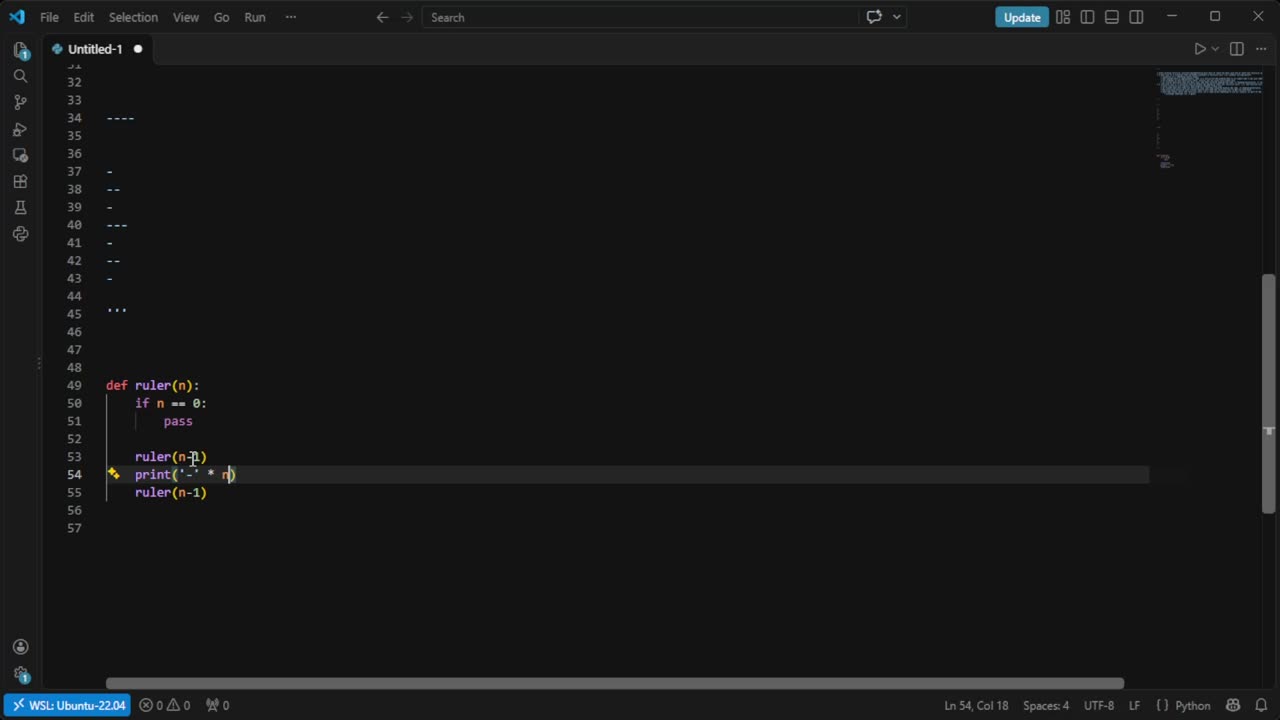 File Edit Selection View Go Run ··· Search Update
Untitled-1
31
32
33
34 ----
35
36
37 -
38 --
39 -
40 ---
41 -
42 --
43 -
44
45 '''
46
47
48
49 def ruler(n):
50 if n == 0:
51 pass
52
53 ruler(n-1)
54 print('-' * n)
55 ruler(n-1)
56
57
WSL: Ubuntu-22.04 0 0 0 Ln 54, Col 18 Spaces: 4 UTF-8 LF { } Python